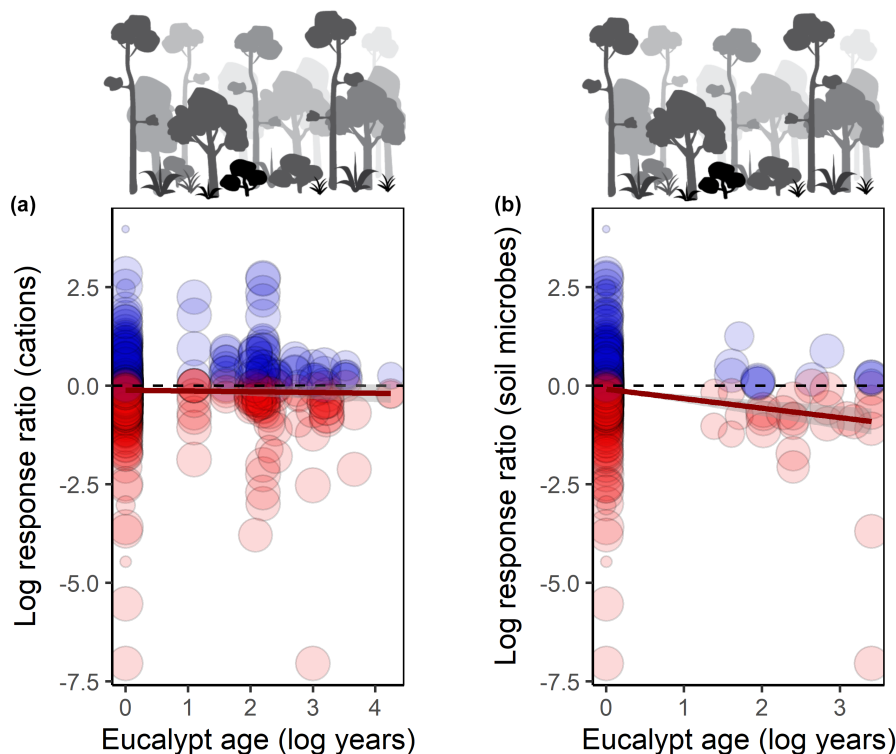 (a)
Log response ratio (cations)
2.5
0.0
-2.5
-5.0
-7.5
0 1 2 3 4
Eucalypt age (log years)
(b)
Log response ratio (soil microbes)
2.5
0.0
-2.5
-5.0
-7.5
0 1 2 3
Eucalypt age (log years)